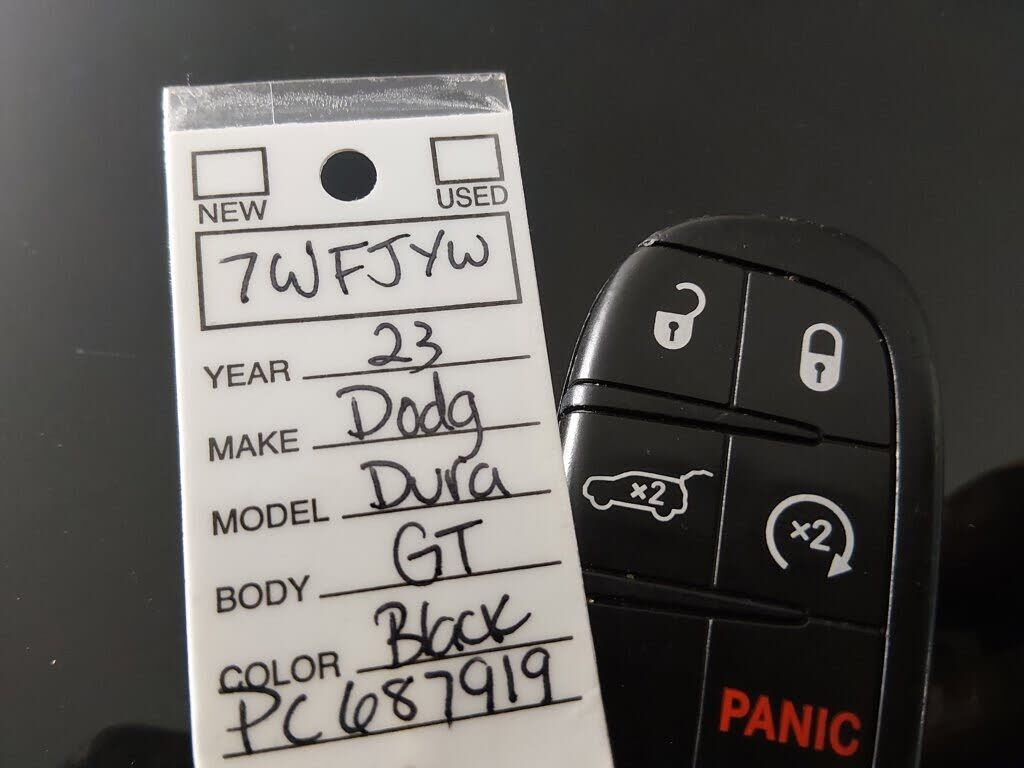 NEW USED
7WFJYW
YEAR 23
MAKE Dodg
MODEL Dura
BODY GT
COLOR Black
PC687919
×2
×2
PANIC